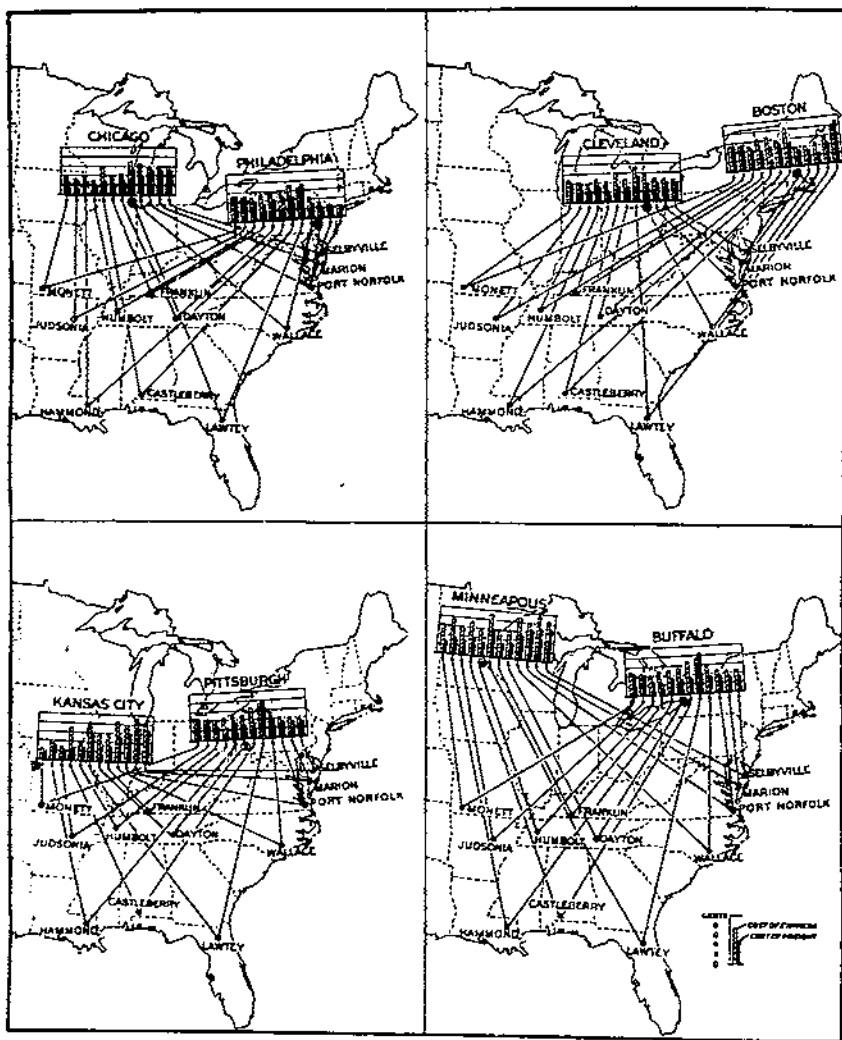 CHICAGO
PHILADELPHIA
SELBYVILLE
MARION
PORT NORFOLK
MONETT
FRANKLIN
JUDSONIA
HUMBOLT
DAYTON
WALLACE
CASTLEBERRY
HAMMOND
LAWTEY
BOSTON
CLEVELAND
SELBYVILLE
MARION
PORT NORFOLK
MONETT
FRANKLIN
JUDSONIA
HUMBOLT
DAYTON
WALLACE
CASTLEBERRY
HAMMOND
LAWTEY
PITTSBURGH
KANSAS CITY
SELBYVILLE
MARION
PORT NORFOLK
MONETT
FRANKLIN
JUDSONIA
HUMBOLT
DAYTON
WALLACE
CASTLEBERRY
HAMMOND
LAWTEY
MINNEAPOLIS
BUFFALO
SELBYVILLE
MARION
PORT NORFOLK
MONETT
FRANKLIN
JUDSONIA
HUMBOLT
DAYTON
WALLACE
CASTLEBERRY
HAMMOND
LAWTEY
CENTS
COST OF EXPRESS
COST OF FREIGHT